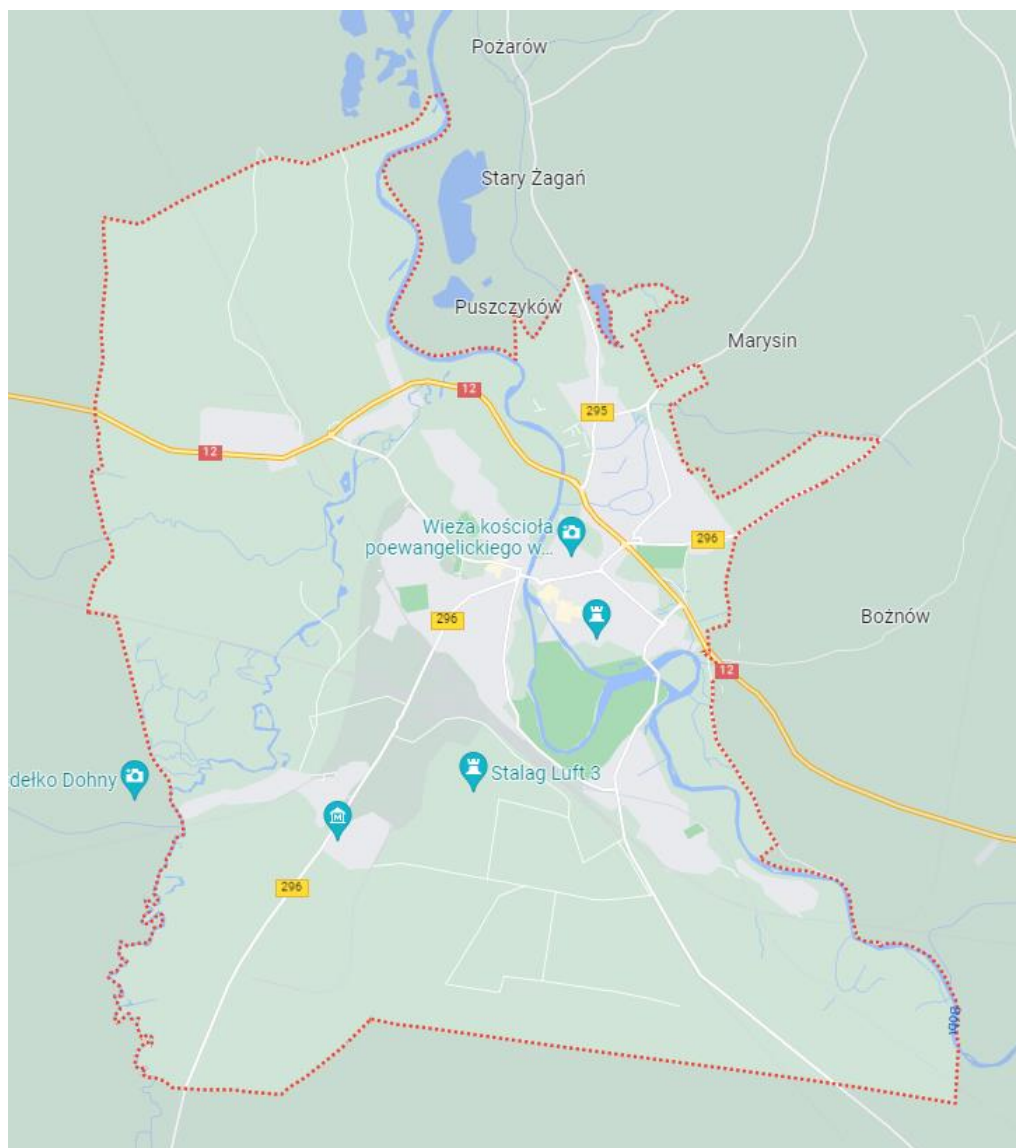 Pożarów
Stary Żagań
Puszczyków
Marysin
12
295
12
Wieża kościoła
poewangelickiego w...
296
296
Bożnów
12
dełko Dohny
Stalag Luft 3
296
Bóbr